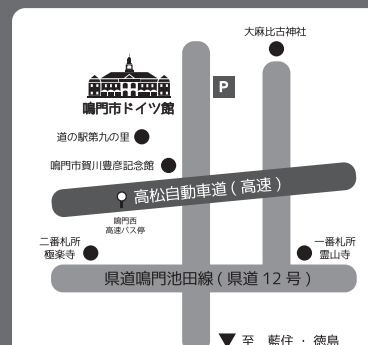 大麻比古神社
P
鳴門市ドイツ館
道の駅第九の里
鳴門市賀川豊彦記念館
高松自動車道 ( 高速 )
鳴門西
高速バス停
二番札所
極楽寺
一番札所
霊山寺
県道鳴門池田線 ( 県道 12 号 )
▼ 至 藍住 ・ 徳島